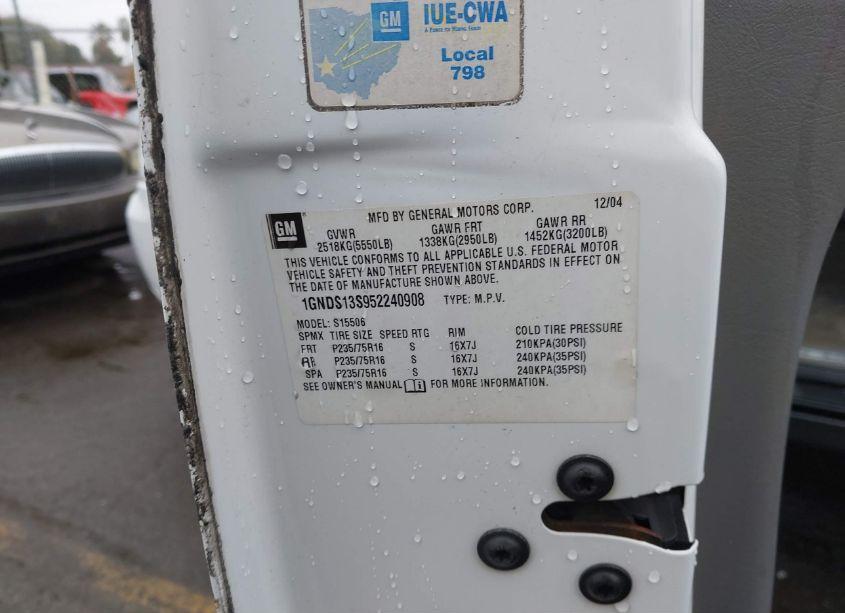 GM IUE-CWA
Local
798
GM
MFD BY GENERAL MOTORS CORP. 12/04
GVWR GAWR FRT GAWR RR
2518KG(5550LB) 1338KG(2950LB) 1452KG(3200LB)
THIS VEHICLE CONFORMS TO ALL APPLICABLE U.S. FEDERAL MOTOR
VEHICLE SAFETY AND THEFT PREVENTION STANDARDS IN EFFECT ON
THE DATE OF MANUFACTURE SHOWN ABOVE.
1GNDS13S952240908 TYPE: M.P.V.
MODEL: S15506
SPMX TIRE SIZE SPEED RTG RIM COLD TIRE PRESSURE
FRT P235/75R16 S 16X7J 210KPA(30PSI)
RR P235/75R16 S 16X7J 240KPA(35PSI)
SPA P235/75R16 S 16X7J 240KPA(35PSI)
SEE OWNER'S MANUAL FOR MORE INFORMATION.